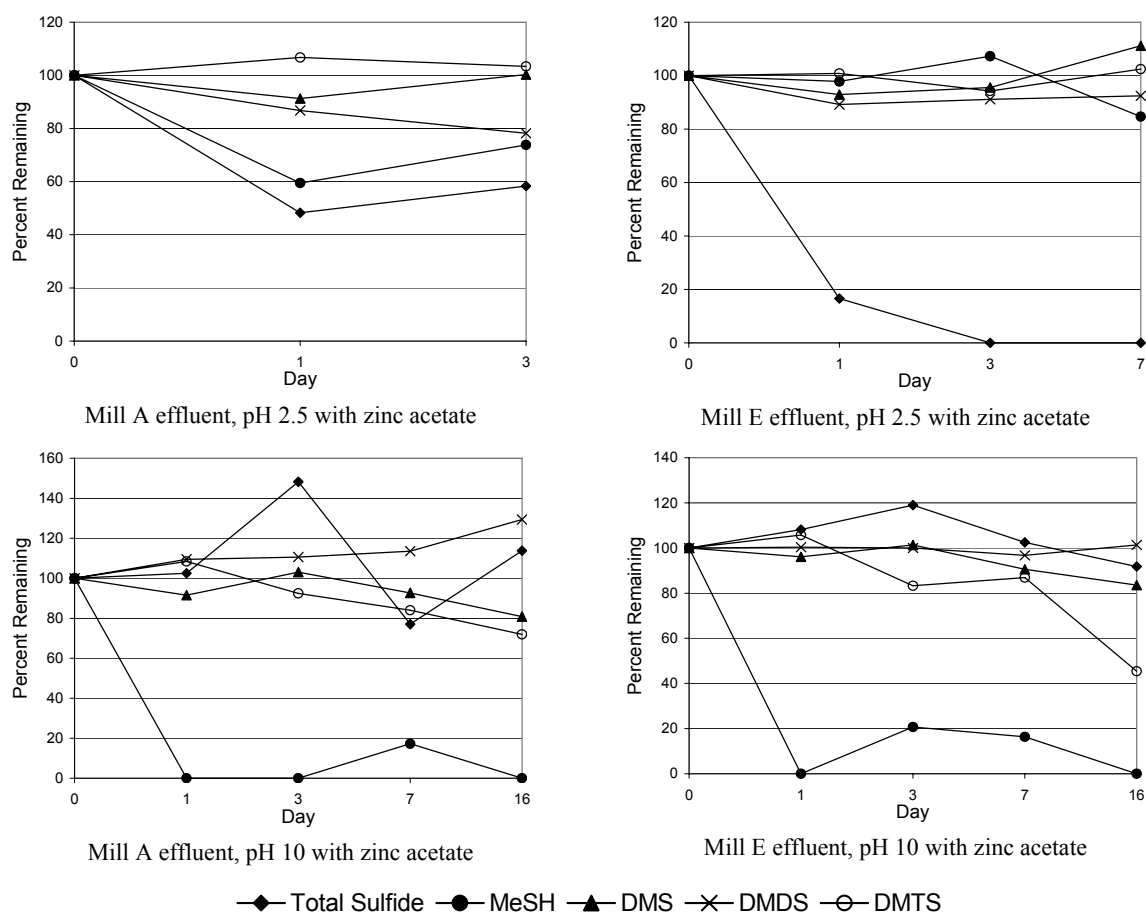 120
100
80
60
40
20
0
Percent Remaining
0 1 3
Day
Mill A effluent, pH 2.5 with zinc acetate
120
100
80
60
40
20
0
Percent Remaining
0 1 3 7
Day
Mill E effluent, pH 2.5 with zinc acetate
160
140
120
100
80
60
40
20
0
Percent Remaining
0 1 3 7 16
Day
Mill A effluent, pH 10 with zinc acetate
140
120
100
80
60
40
20
0
Percent Remaining
0 1 3 7 16
Day
Mill E effluent, pH 10 with zinc acetate
Total Sulfide MeSH DMS DMDS DMTS